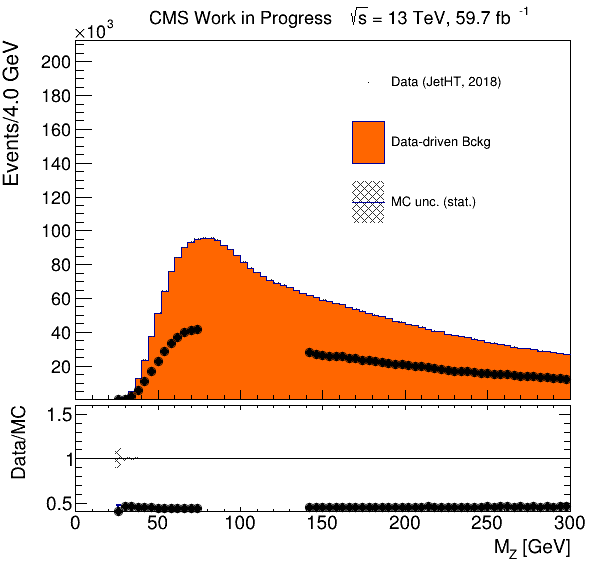 CMS Work in Progress √s = 13 TeV, 59.7 fb⁻¹
×10³
Events/4.0 GeV
200
180
160
140
120
100
80
60
40
20
Data (JetHT, 2018)
Data-driven Bckg
MC unc. (stat.)
Data/MC
1.5
1
0.5
0 50 100 150 200 250 300
M_Z [GeV]